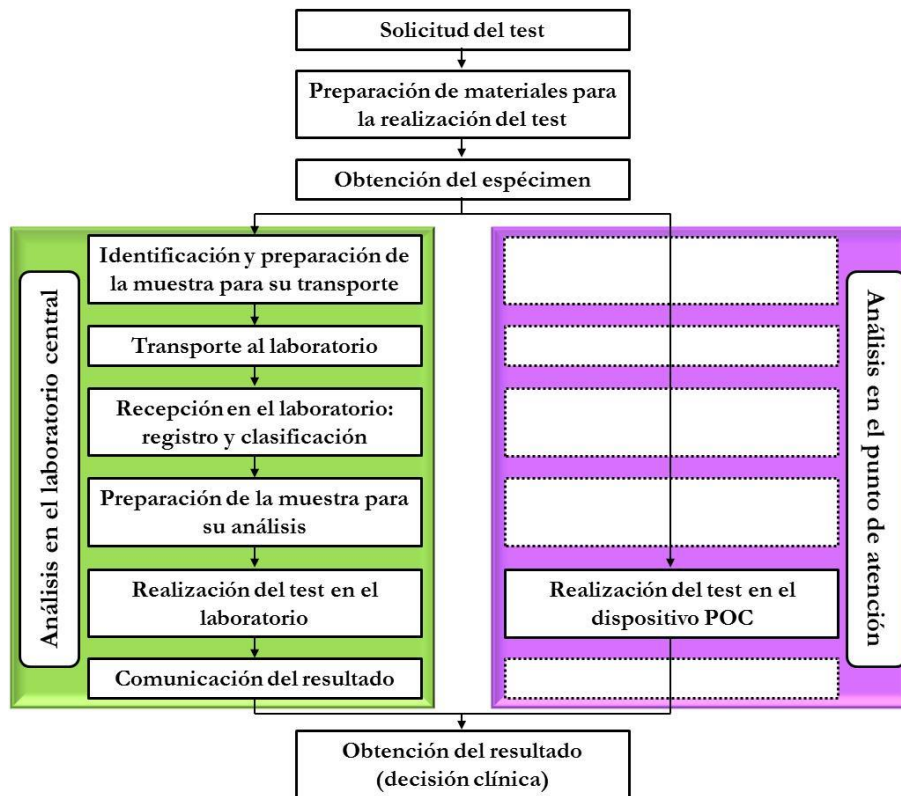 Solicitud del test
Preparación de materiales para
la realización del test
Obtención del espécimen
Análisis en el laboratorio central
Identificación y preparación de
la muestra para su transporte
Transporte al laboratorio
Recepción en el laboratorio:
registro y clasificación
Preparación de la muestra para
su análisis
Realización del test en el
laboratorio
Comunicación del resultado
Realización del test en el
dispositivo POC
Análisis en el punto de atención
Obtención del resultado
(decisión clínica)